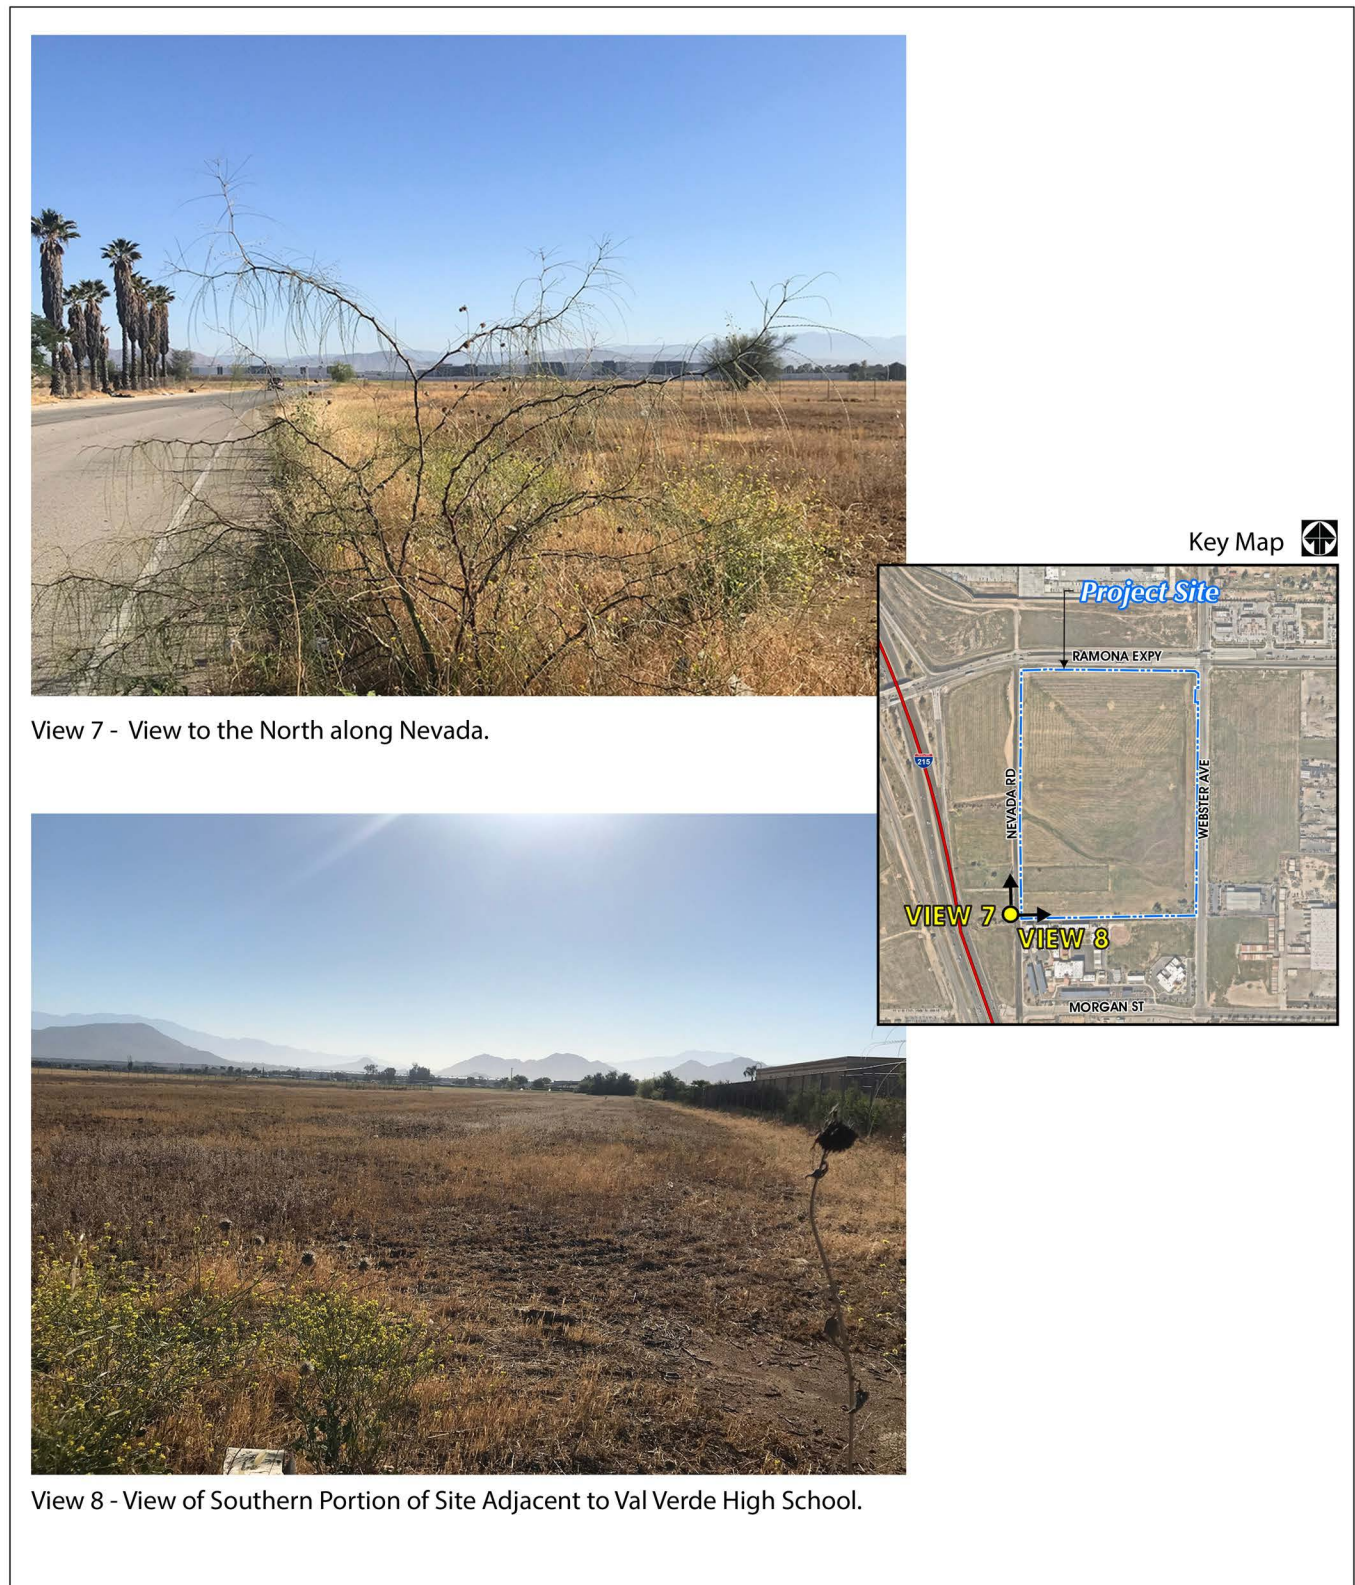 View 7 - View to the North along Nevada.
Key Map
Project Site
RAMONA EXPY
215
NEVADA RD
WEBSTER AVE
VIEW 7
VIEW 8
MORGAN ST
View 8 - View of Southern Portion of Site Adjacent to Val Verde High School.